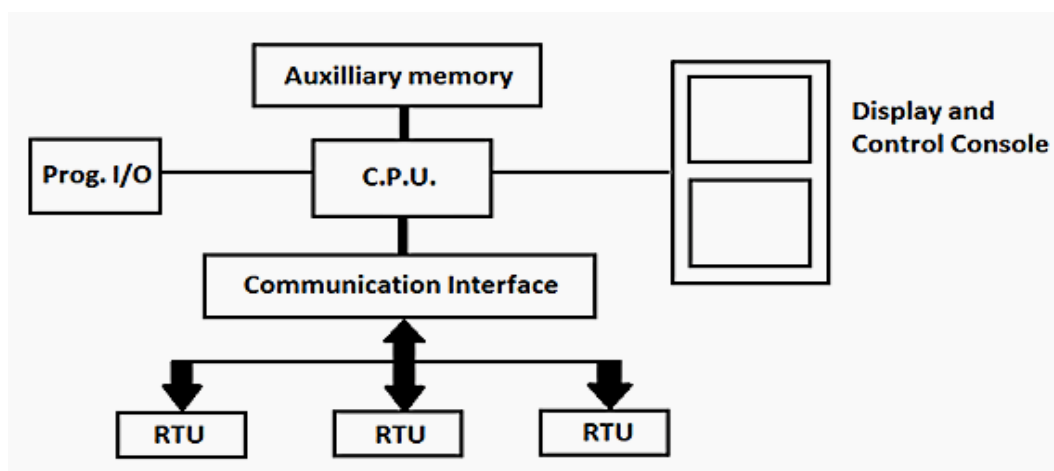 Auxilliary memory
Display and
Control Console
Prog. I/O
C.P.U.
Communication Interface
RTU
RTU
RTU